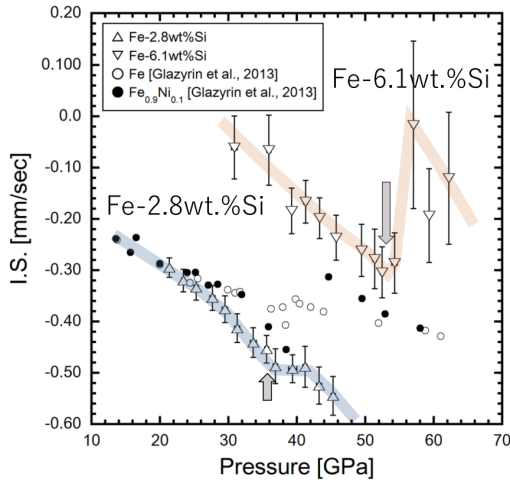 △ Fe-2.8wt%Si
▽ Fe-6.1wt%Si
○ Fe [Glazyrin et al., 2013]
● Fe0.9Ni0.1 [Glazyrin et al., 2013]
Fe-6.1wt.%Si
Fe-2.8wt.%Si
I.S. [mm/sec]
0.20
0.10
0.0
-0.10
-0.20
-0.30
-0.40
-0.50
-0.60
10 20 30 40 50 60 70
Pressure [GPa]